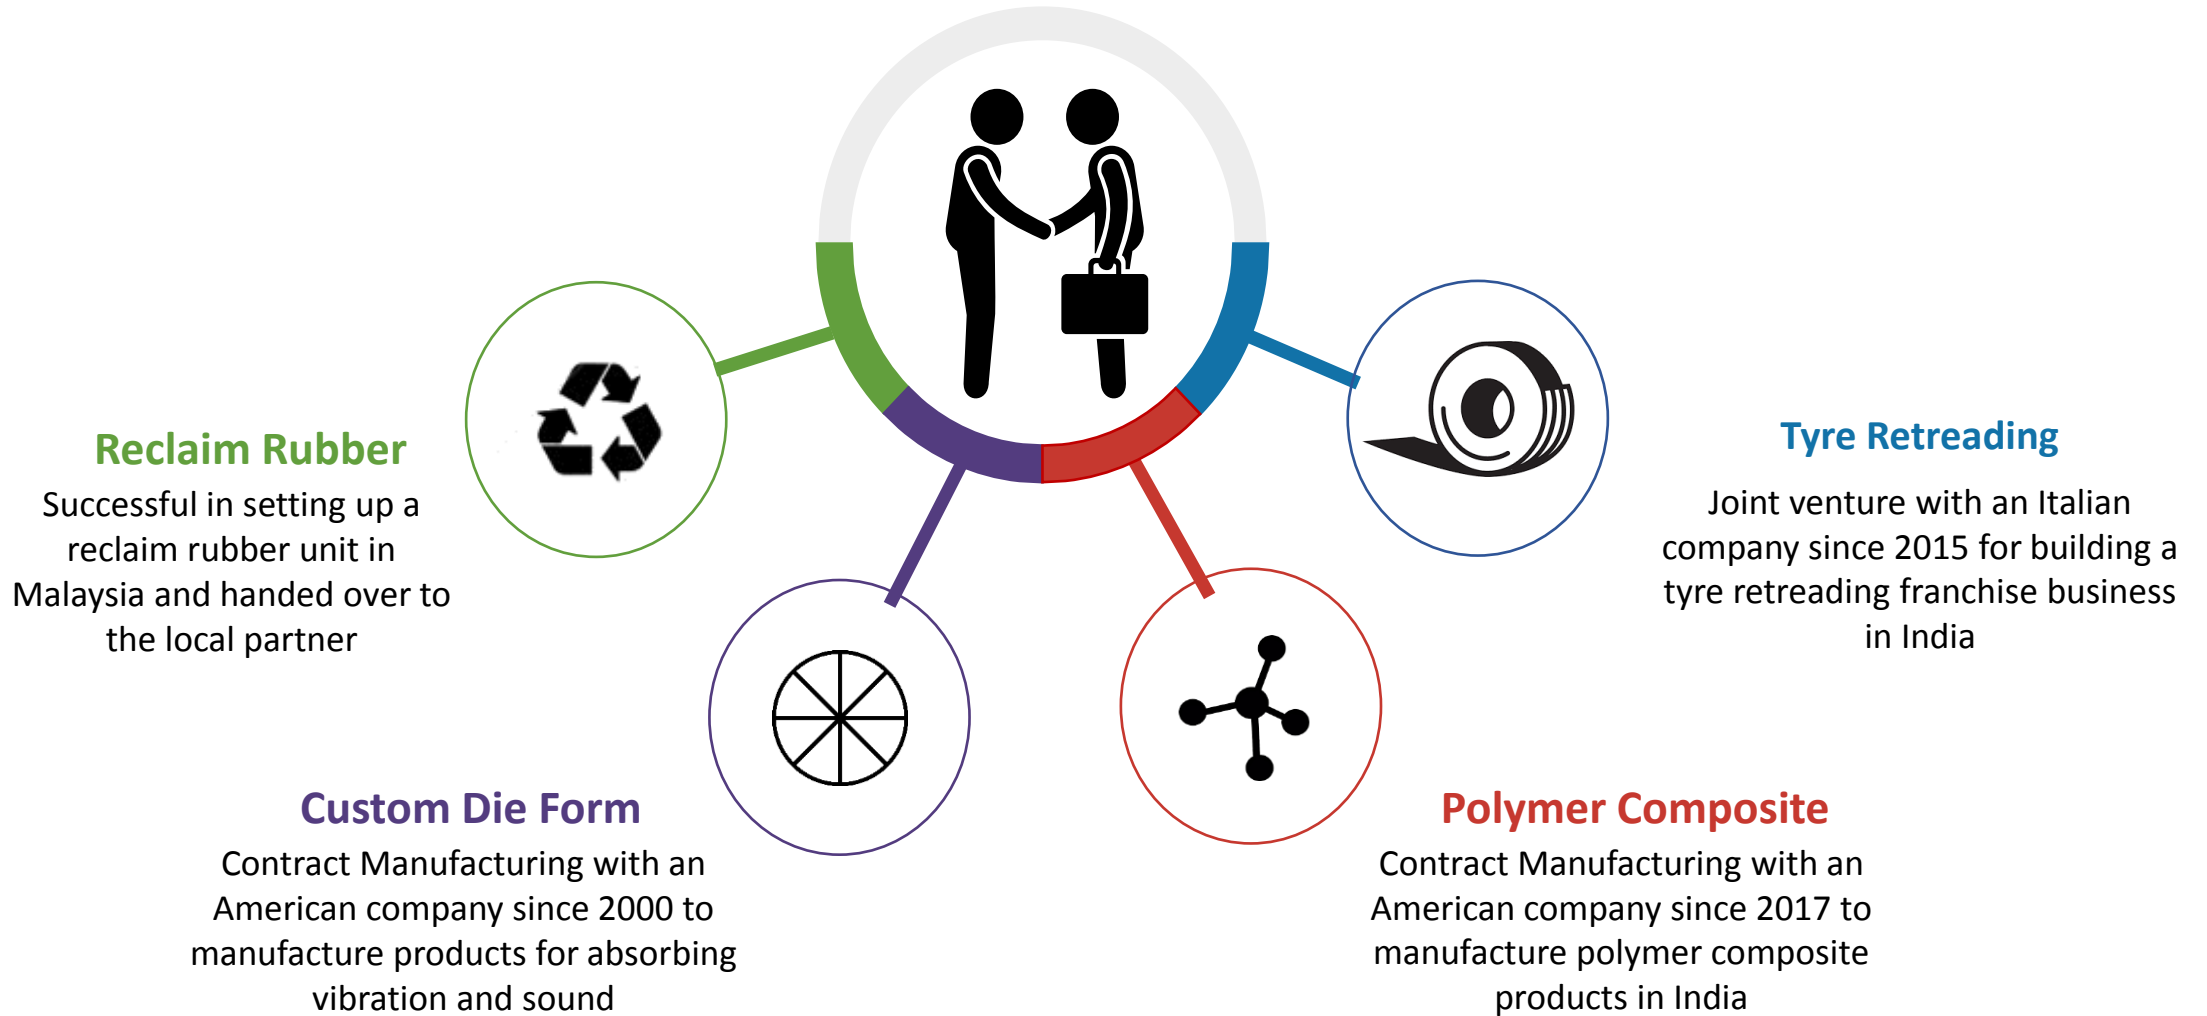 Reclaim Rubber
Successful in setting up a
reclaim rubber unit in
Malaysia and handed over to
the local partner
Custom Die Form
Contract Manufacturing with an
American company since 2000 to
manufacture products for absorbing
vibration and sound
Polymer Composite
Contract Manufacturing with an
American company since 2017 to
manufacture polymer composite
products in India
Tyre Retreading
Joint venture with an Italian
company since 2015 for building a
tyre retreading franchise business
in India